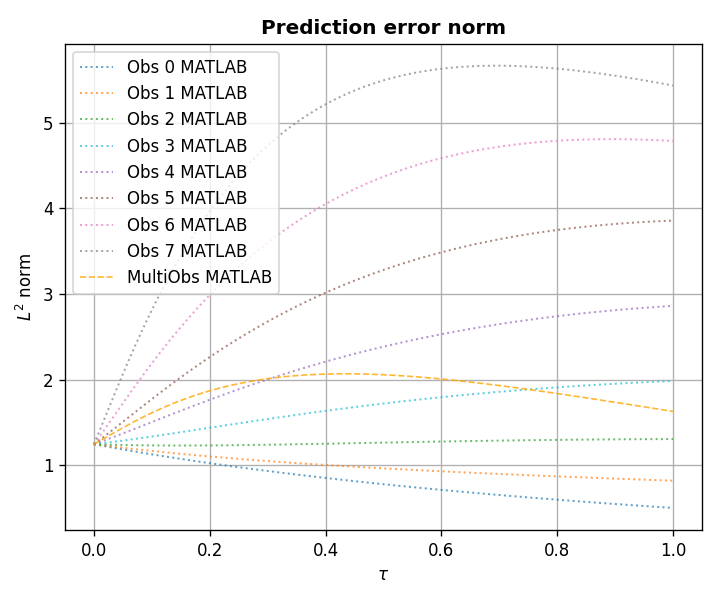 Prediction error norm
Obs 0 MATLAB
Obs 1 MATLAB
Obs 2 MATLAB
Obs 3 MATLAB
Obs 4 MATLAB
Obs 5 MATLAB
Obs 6 MATLAB
Obs 7 MATLAB
MultiObs MATLAB
L² norm
5
4
3
2
1
0.0 0.2 0.4 0.6 0.8 1.0
τ